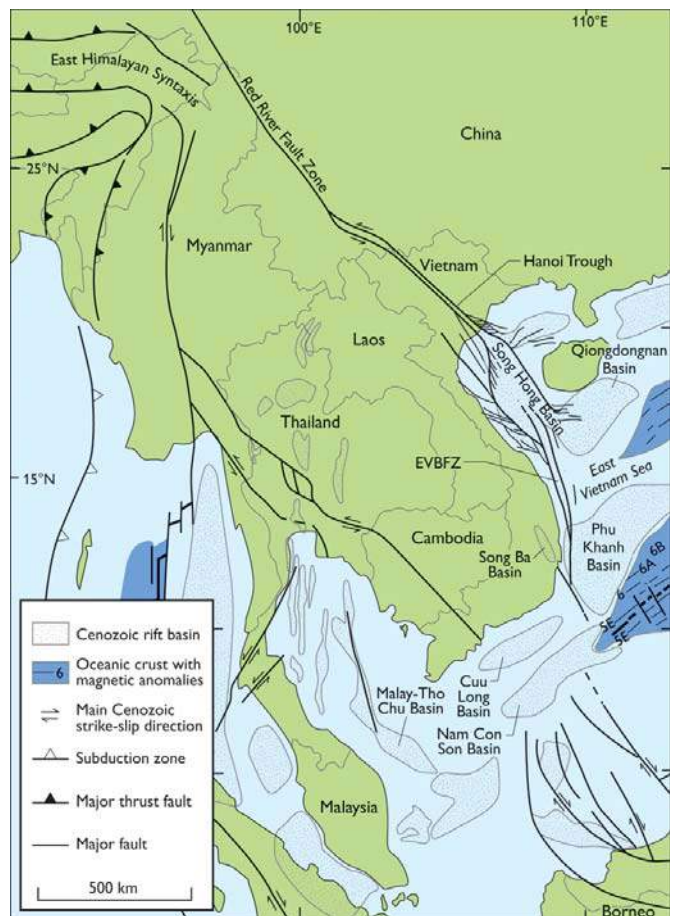 100°E
110°E
East Himalayan Syntaxis
Red River Fault Zone
China
25°N
Myanmar
Vietnam
Hanoi Trough
Laos
Song Hong Basin
Qiongdongnan
Basin
Thailand
EVBFZ
15°N
East
Vietnam Sea
Cambodia
Song Ba
Basin
Phu
Khanh
Basin
6B
6A
6
5E
5E
Cuu
Long
Basin
Malay-Tho
Chu Basin
Nam Con
Son Basin
Malaysia
Borneo
Cenozoic rift basin
6
Oceanic crust with
magnetic anomalies
Main Cenozoic
strike-slip direction
Subduction zone
Major thrust fault
Major fault
500 km